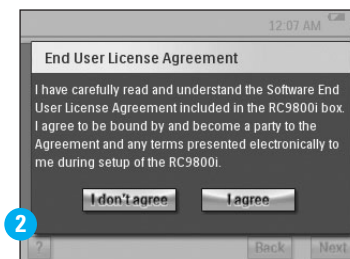 12:07 AM
End User License Agreement
I have carefully read and understand the Software End
User License Agreement included in the RC9800i box.
I agree to be bound by and become a party to the
Agreement and any terms presented electronically to
me during setup of the RC9800i.
I don't agree I agree
2
? Back Next